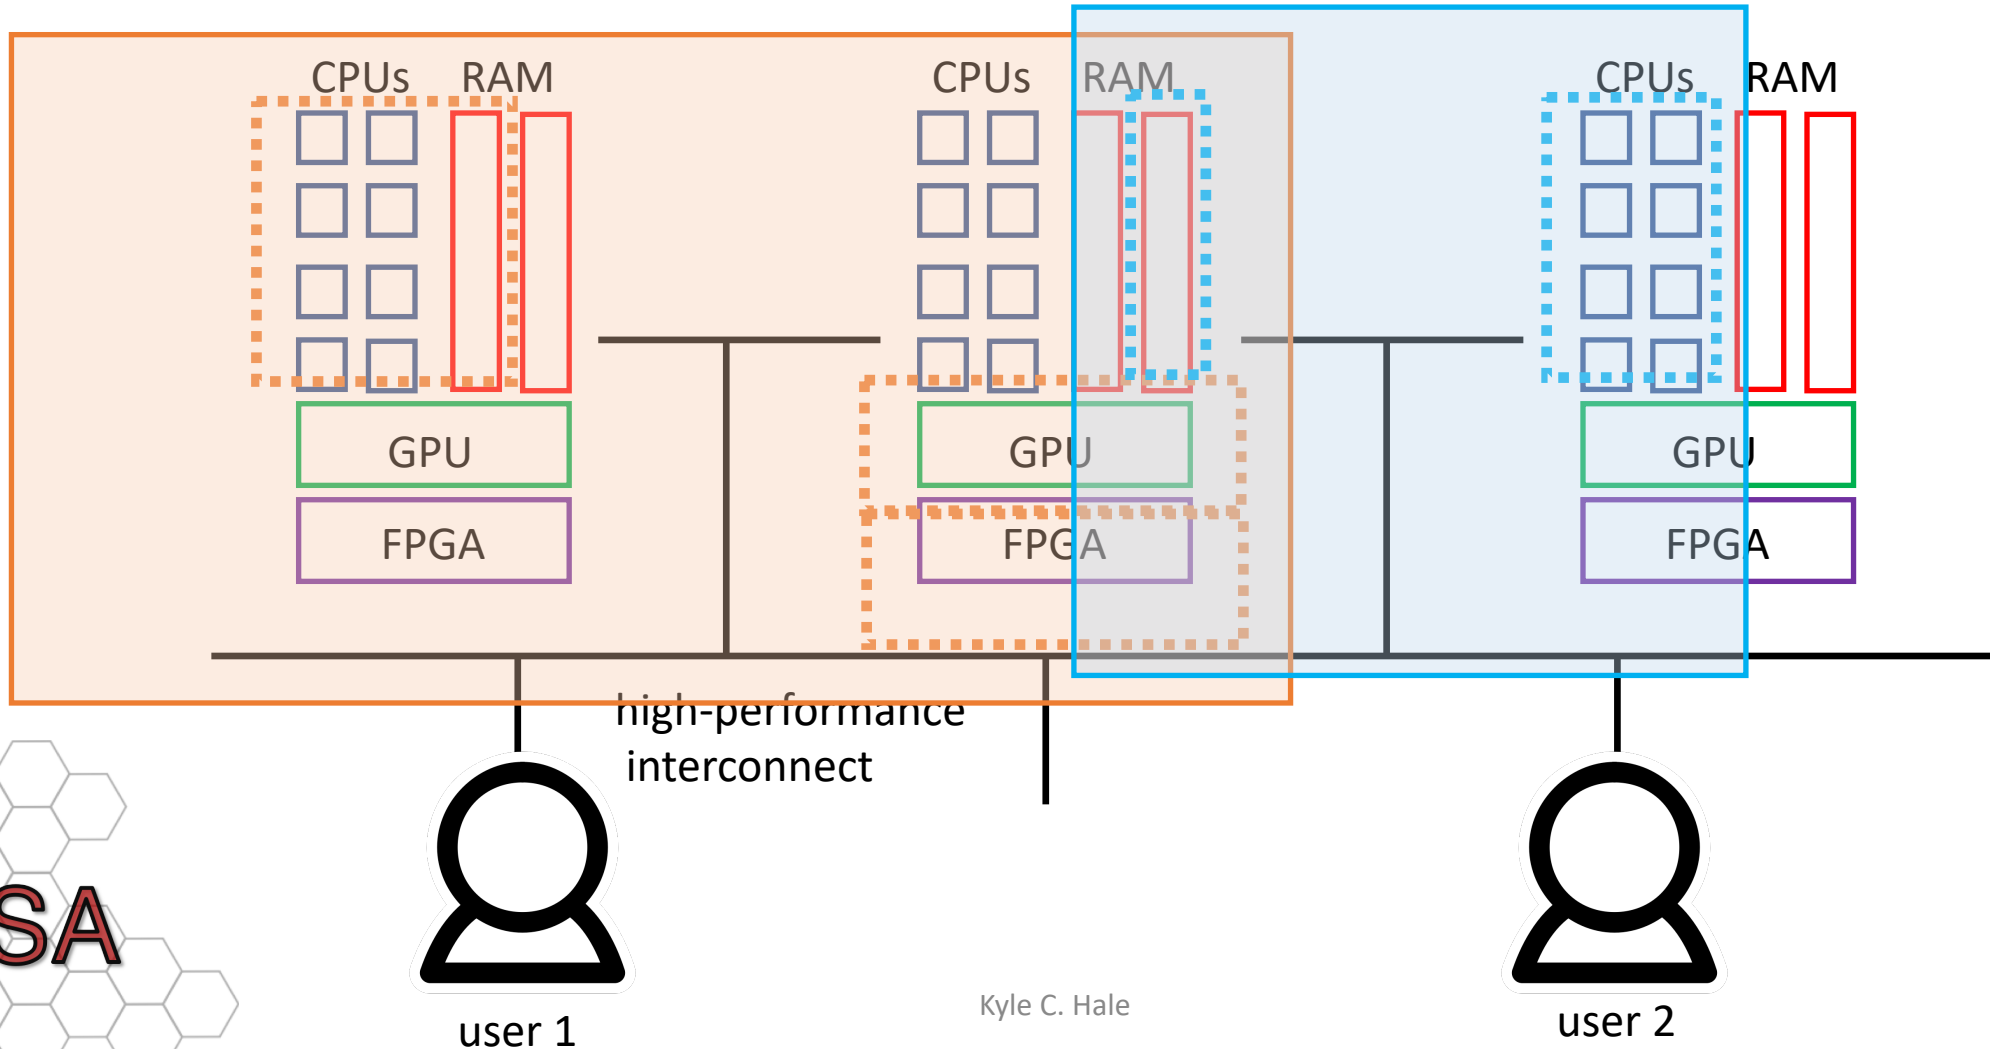 CPUs RAM CPUs RAM CPUs RAM
GPU GPU GPU
FPGA FPGA FPGA
high-performance
interconnect
SA
Kyle C. Hale
user 1 user 2